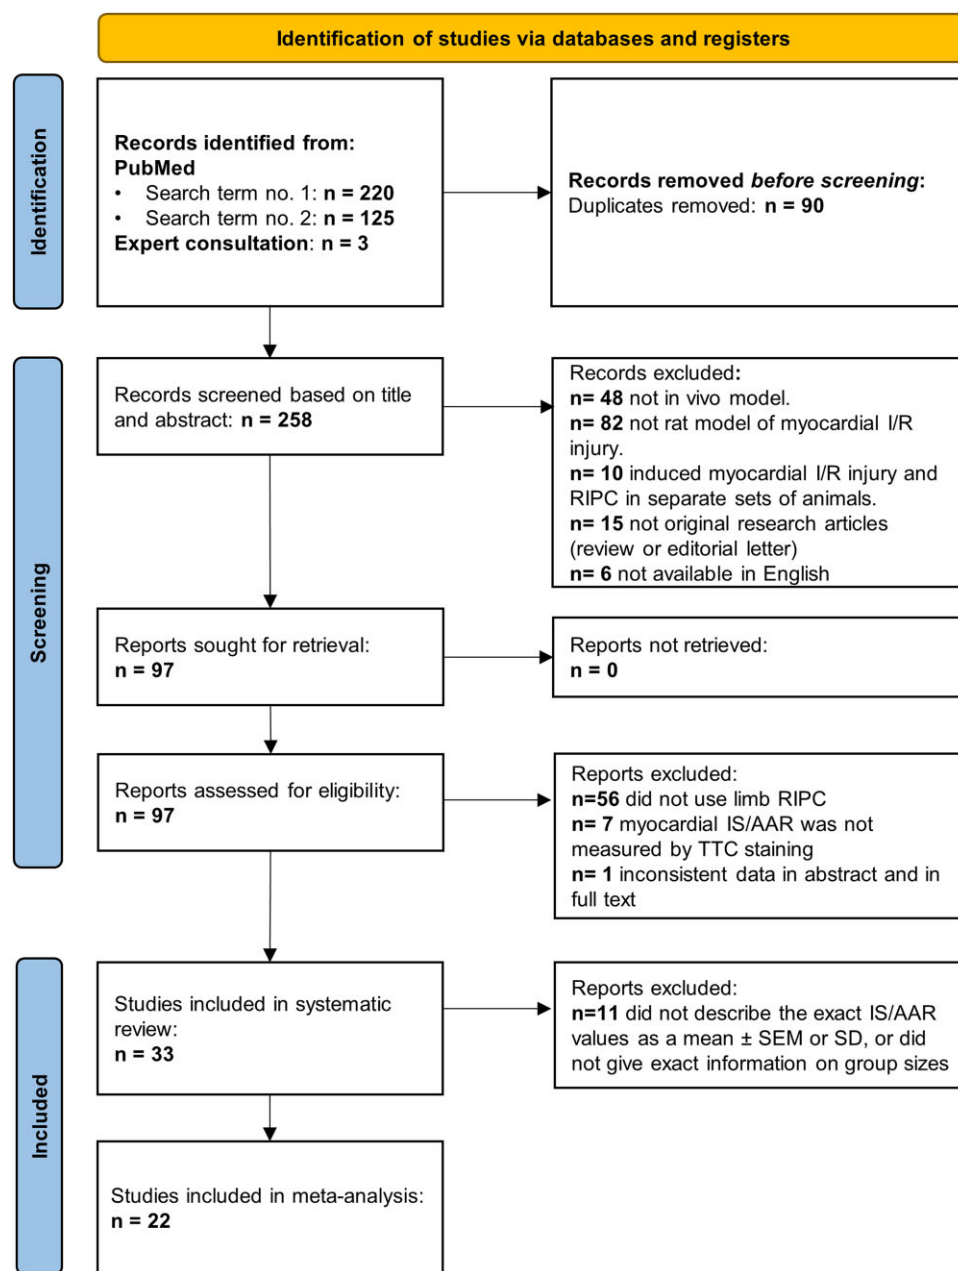 Identification of studies via databases and registers
Identification
Records identified from:
PubMed
• Search term no. 1: n = 220
• Search term no. 2: n = 125
Expert consultation: n = 3
Records removed before screening:
Duplicates removed: n = 90
Screening
Records screened based on title
and abstract: n = 258
Records excluded:
n= 48 not in vivo model.
n= 82 not rat model of myocardial I/R
injury.
n= 10 induced myocardial I/R injury and
RIPC in separate sets of animals.
n= 15 not original research articles
(review or editorial letter)
n= 6 not available in English
Reports sought for retrieval:
n = 97
Reports not retrieved:
n = 0
Reports assessed for eligibility:
n = 97
Reports excluded:
n=56 did not use limb RIPC
n= 7 myocardial IS/AAR was not
measured by TTC staining
n= 1 inconsistent data in abstract and in
full text
Included
Studies included in systematic
review:
n = 33
Reports excluded:
n=11 did not describe the exact IS/AAR
values as a mean ± SEM or SD, or did
not give exact information on group sizes
Studies included in meta-analysis:
n = 22